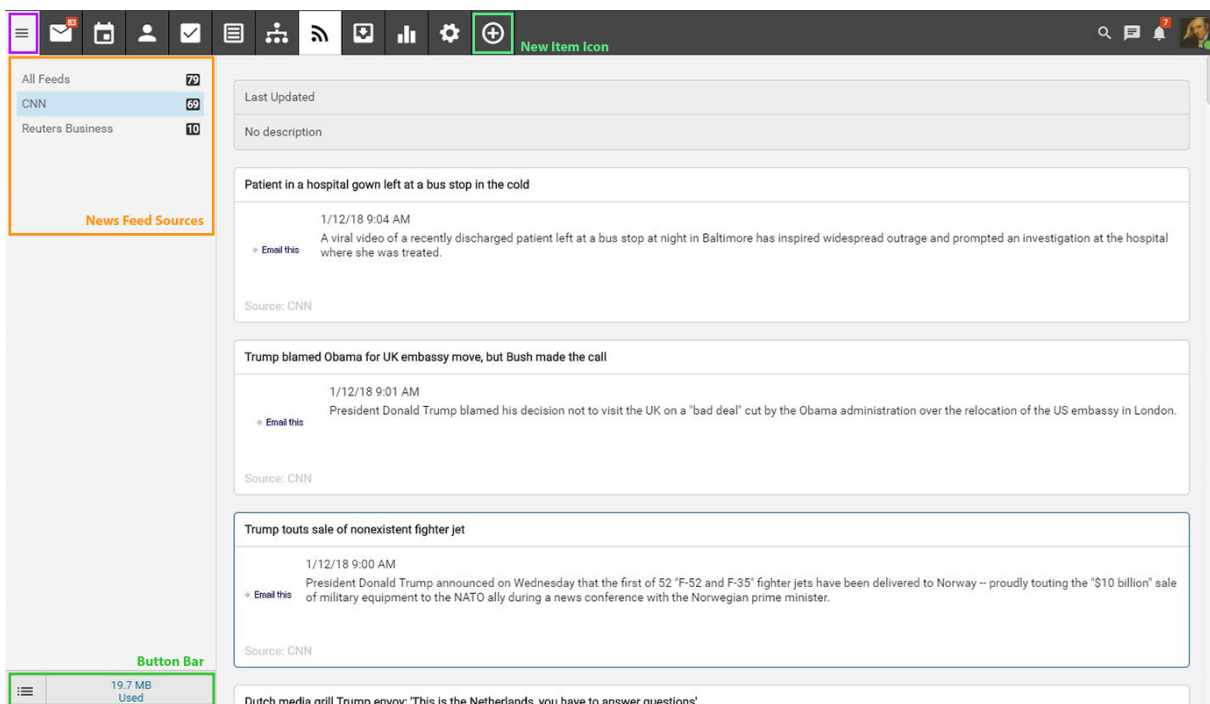 83
7
New Item Icon
All Feeds 79
CNN 69
Reuters Business 10
News Feed Sources
Last Updated
No description
Patient in a hospital gown left at a bus stop in the cold
1/12/18 9:04 AM
Email this
A viral video of a recently discharged patient left at a bus stop at night in Baltimore has inspired widespread outrage and prompted an investigation at the hospital
where she was treated.
Source: CNN
Trump blamed Obama for UK embassy move, but Bush made the call
1/12/18 9:01 AM
President Donald Trump blamed his decision not to visit the UK on a "bad deal" cut by the Obama administration over the relocation of the US embassy in London.
Email this
Source: CNN
Trump touts sale of nonexistent fighter jet
1/12/18 9:00 AM
President Donald Trump announced on Wednesday that the first of 52 "F-52 and F-35" fighter jets have been delivered to Norway -- proudly touting the "$10 billion" sale
Email this
of military equipment to the NATO ally during a news conference with the Norwegian prime minister.
Source: CNN
Button Bar
19.7 MB
Used
Dutch media grill Trump envoy: 'This is the Netherlands, you have to answer questions'